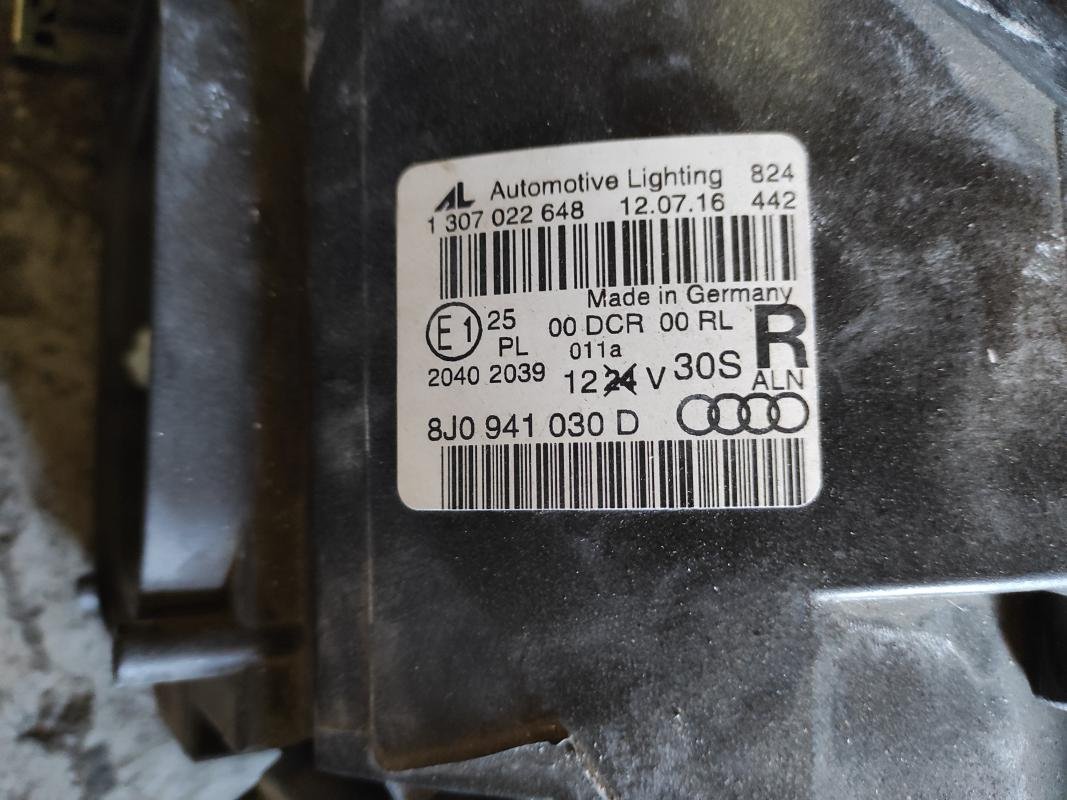 AL Automotive Lighting 824
1 307 022 648 12.07.16 442
Made in Germany
E1 25 00 DCR 00 RL R
PL 011a
2040 2039 12 24 V 30S ALN
8J0 941 030 D